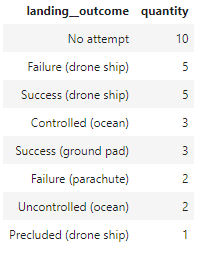 landing__outcome quantity
No attempt 10
Failure (drone ship) 5
Success (drone ship) 5
Controlled (ocean) 3
Success (ground pad) 3
Failure (parachute) 2
Uncontrolled (ocean) 2
Precluded (drone ship) 1